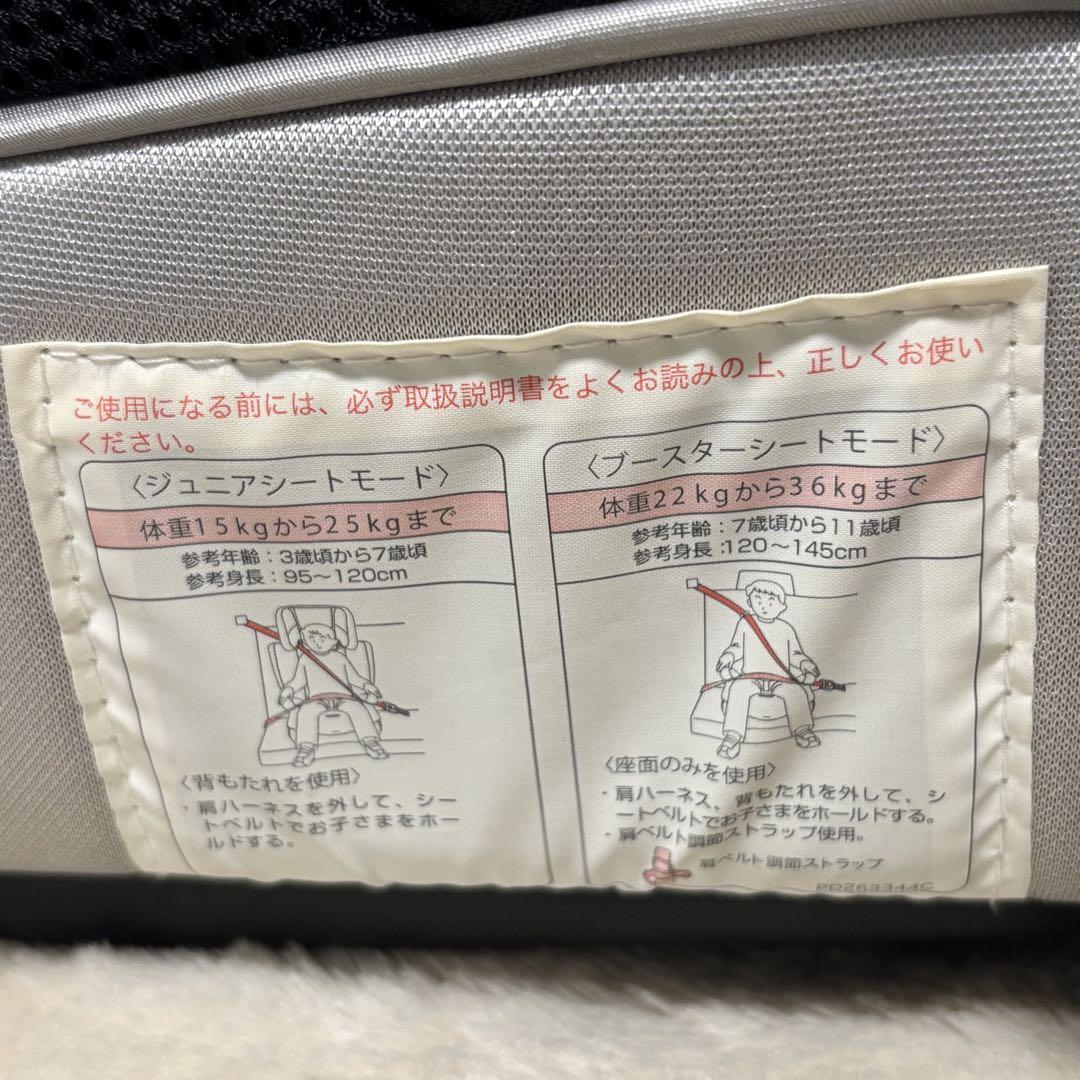 ご使用になる前には、必ず取扱説明書をよくお読みの上、正しくお使い
ください。
〈ジュニアシートモード〉
体重15kgから25kgまで
参考年齢：3歳頃から7歳頃
参考身長：95～120cm
〈背もたれを使用〉
・肩ハーネスを外して、シー
トベルトでお子さまをホー
ルドする。
〈ブースターシートモード〉
体重22kgから36kgまで
参考年齢：7歳頃から11歳頃
参考身長：120～145cm
〈座面のみを使用〉
・肩ハーネス、背もたれを外して、シ
ートベルトでお子さまをホールドする。
・肩ベルト調節ストラップ使用。
肩ベルト調節ストラップ